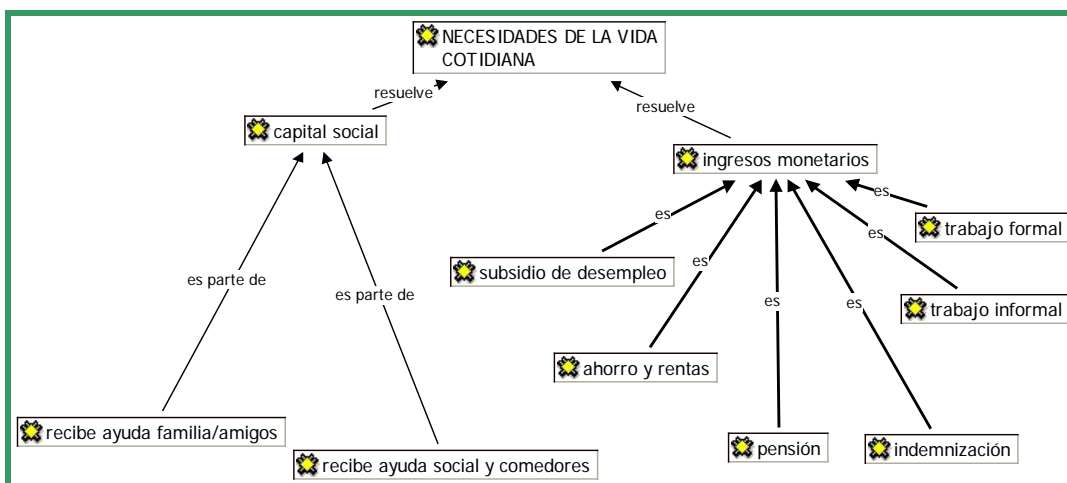 NECESIDADES DE LA VIDA
COTIDIANA
resuelve
resuelve
capital social
ingresos monetarios
es
es
trabajo formal
es
subsidio de desempleo
es
trabajo informal
es parte de
es parte de
es
es
ahorro y rentas
recibe ayuda familia/amigos
pensión
indemnización
recibe ayuda social y comedores